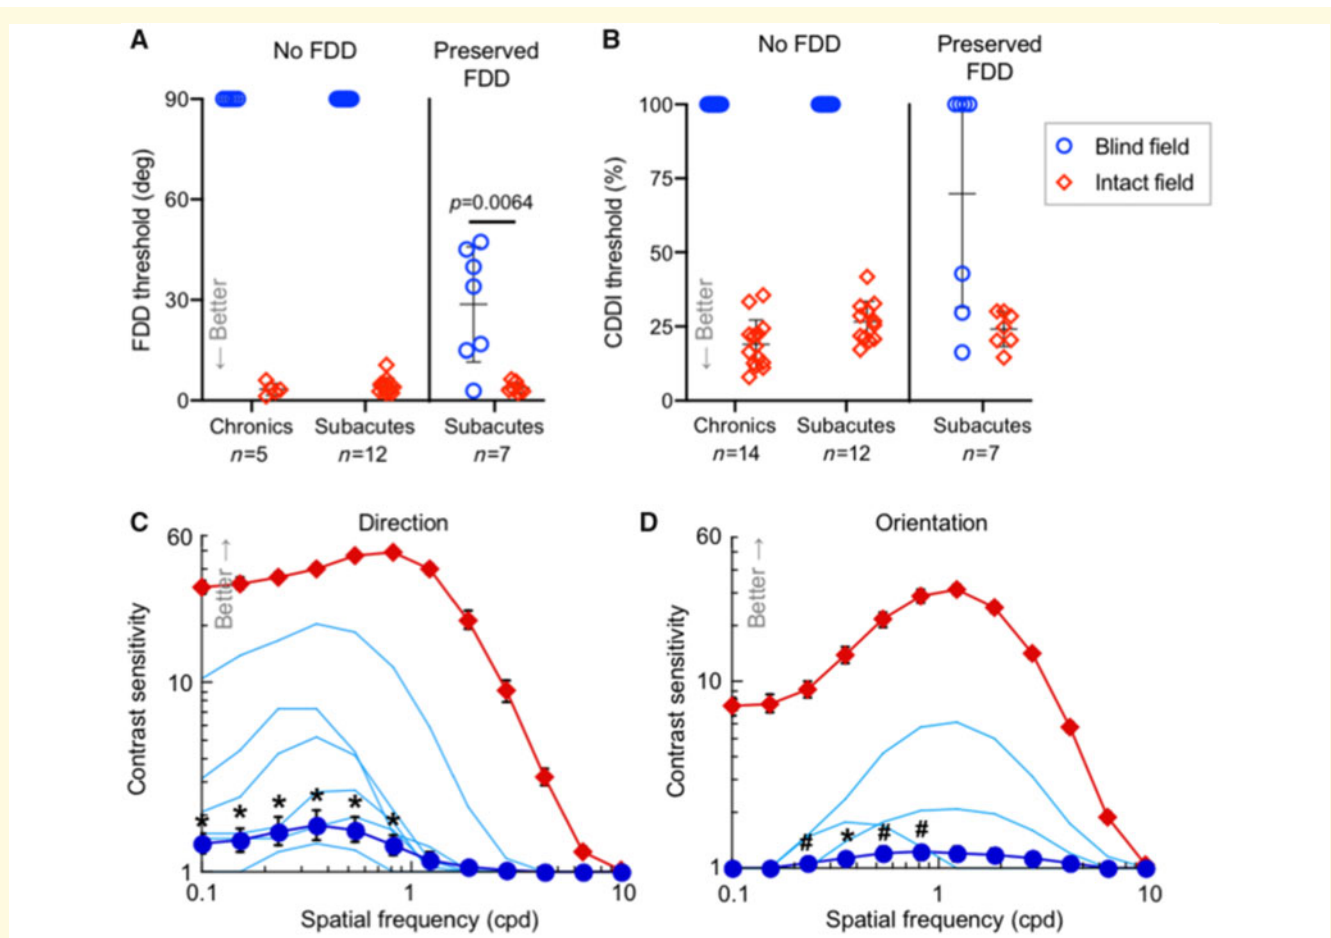 A
No FDD
Preserved
FDD
FDD threshold (deg)
90
60
30
0
← Better
p=0.0064
Chronics
n=5
Subacutes
n=12
Subacutes
n=7
B
No FDD
Preserved
FDD
CDDI threshold (%)
100
75
50
25
0
← Better
Chronics
n=14
Subacutes
n=12
Subacutes
n=7
Blind field
Intact field
C
Direction
Contrast sensitivity
60
10
1
Better →
* * * * * *
0.1
1
10
Spatial frequency (cpd)
D
Orientation
Contrast sensitivity
60
10
1
Better →
# * # #
0.1
1
10
Spatial frequency (cpd)